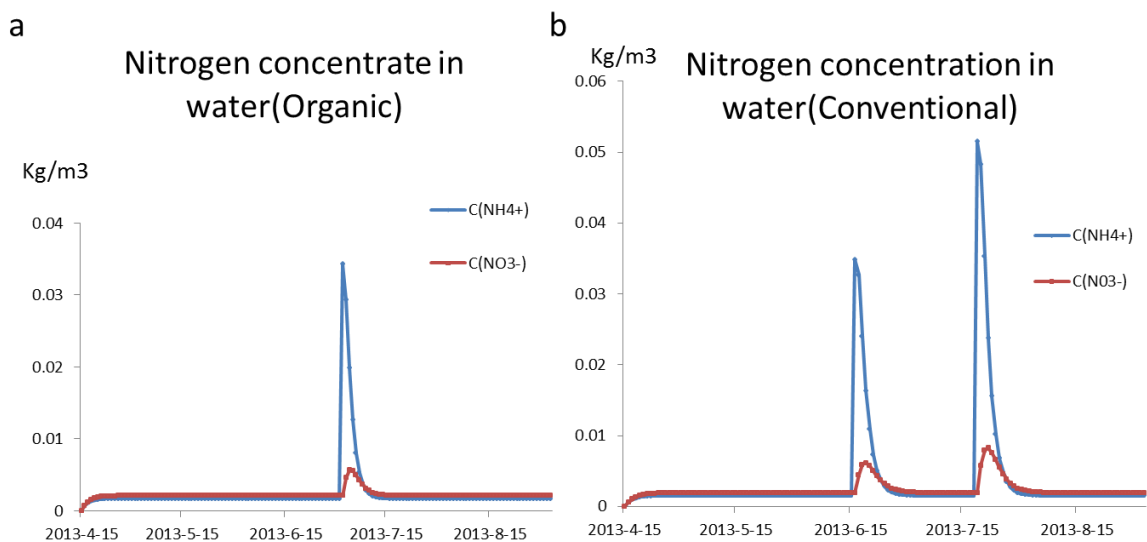 a
Nitrogen concentrate in
water(Organic)
Kg/m3
C(NH4+)
C(NO3-)
0.04
0.03
0.02
0.01
0
2013-4-15
2013-5-15
2013-6-15
2013-7-15
2013-8-15
b
Kg/m3
Nitrogen concentration in
water(Conventional)
C(NH4+)
C(N03-)
0.06
0.05
0.04
0.03
0.02
0.01
0
2013-4-15
2013-5-15
2013-6-15
2013-7-15
2013-8-15